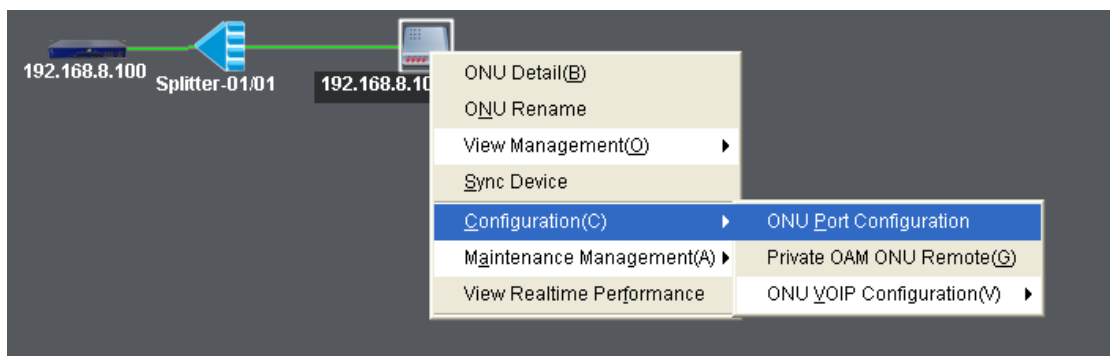 192.168.8.100
Splitter-01/01
192.168.8.10
ONU Detail(B)
ONU Rename
View Management(O)
Sync Device
Configuration(C)
Maintenance Management(A)
View Realtime Performance
ONU Port Configuration
Private OAM ONU Remote(G)
ONU VOIP Configuration(V)